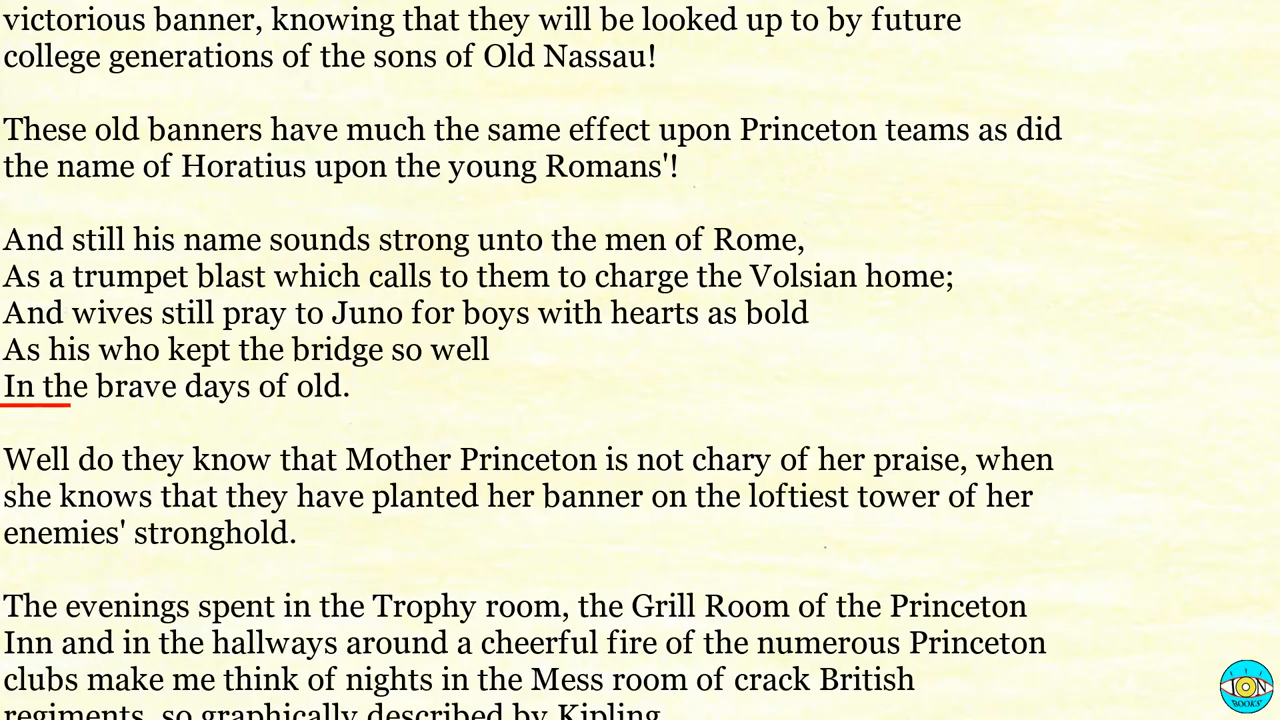 victorious banner, knowing that they will be looked up to by future
college generations of the sons of Old Nassau!
These old banners have much the same effect upon Princeton teams as did
the name of Horatius upon the young Romans'!
And still his name sounds strong unto the men of Rome,
As a trumpet blast which calls to them to charge the Volsian home;
And wives still pray to Juno for boys with hearts as bold
As his who kept the bridge so well
In the brave days of old.
Well do they know that Mother Princeton is not chary of her praise, when
she knows that they have planted her banner on the loftiest tower of her
enemies' stronghold.
The evenings spent in the Trophy room, the Grill Room of the Princeton
Inn and in the hallways around a cheerful fire of the numerous Princeton
clubs make me think of nights in the Mess room of crack British
regiments, so graphically described by Kipling.
ION
BOOKS